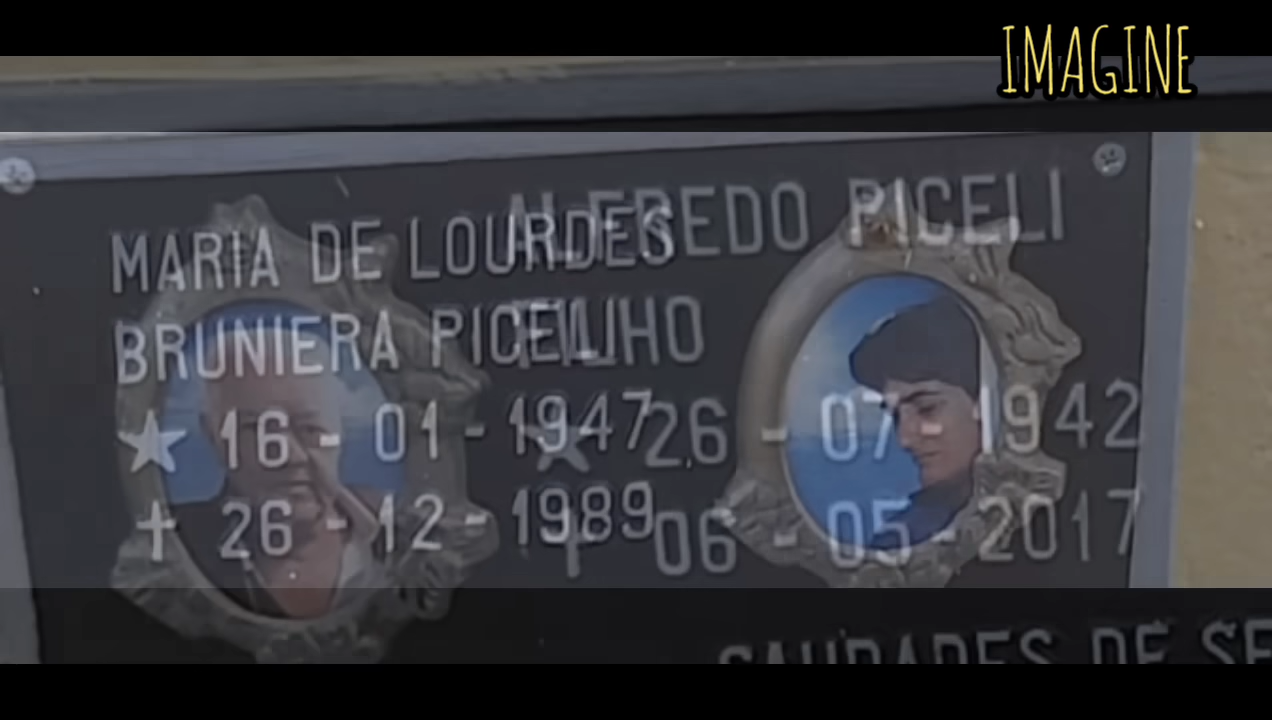 IMAGINE
MARIA DE LOURDES
BRUNIERA PICELLI
★ 16 - 01 - 1947
✝ 26 - 12 - 1989
ALFREDO PICELI
FILHO
★ 26 - 07 - 1942
✝ 06 - 05 - 2017
SAUDADES DE